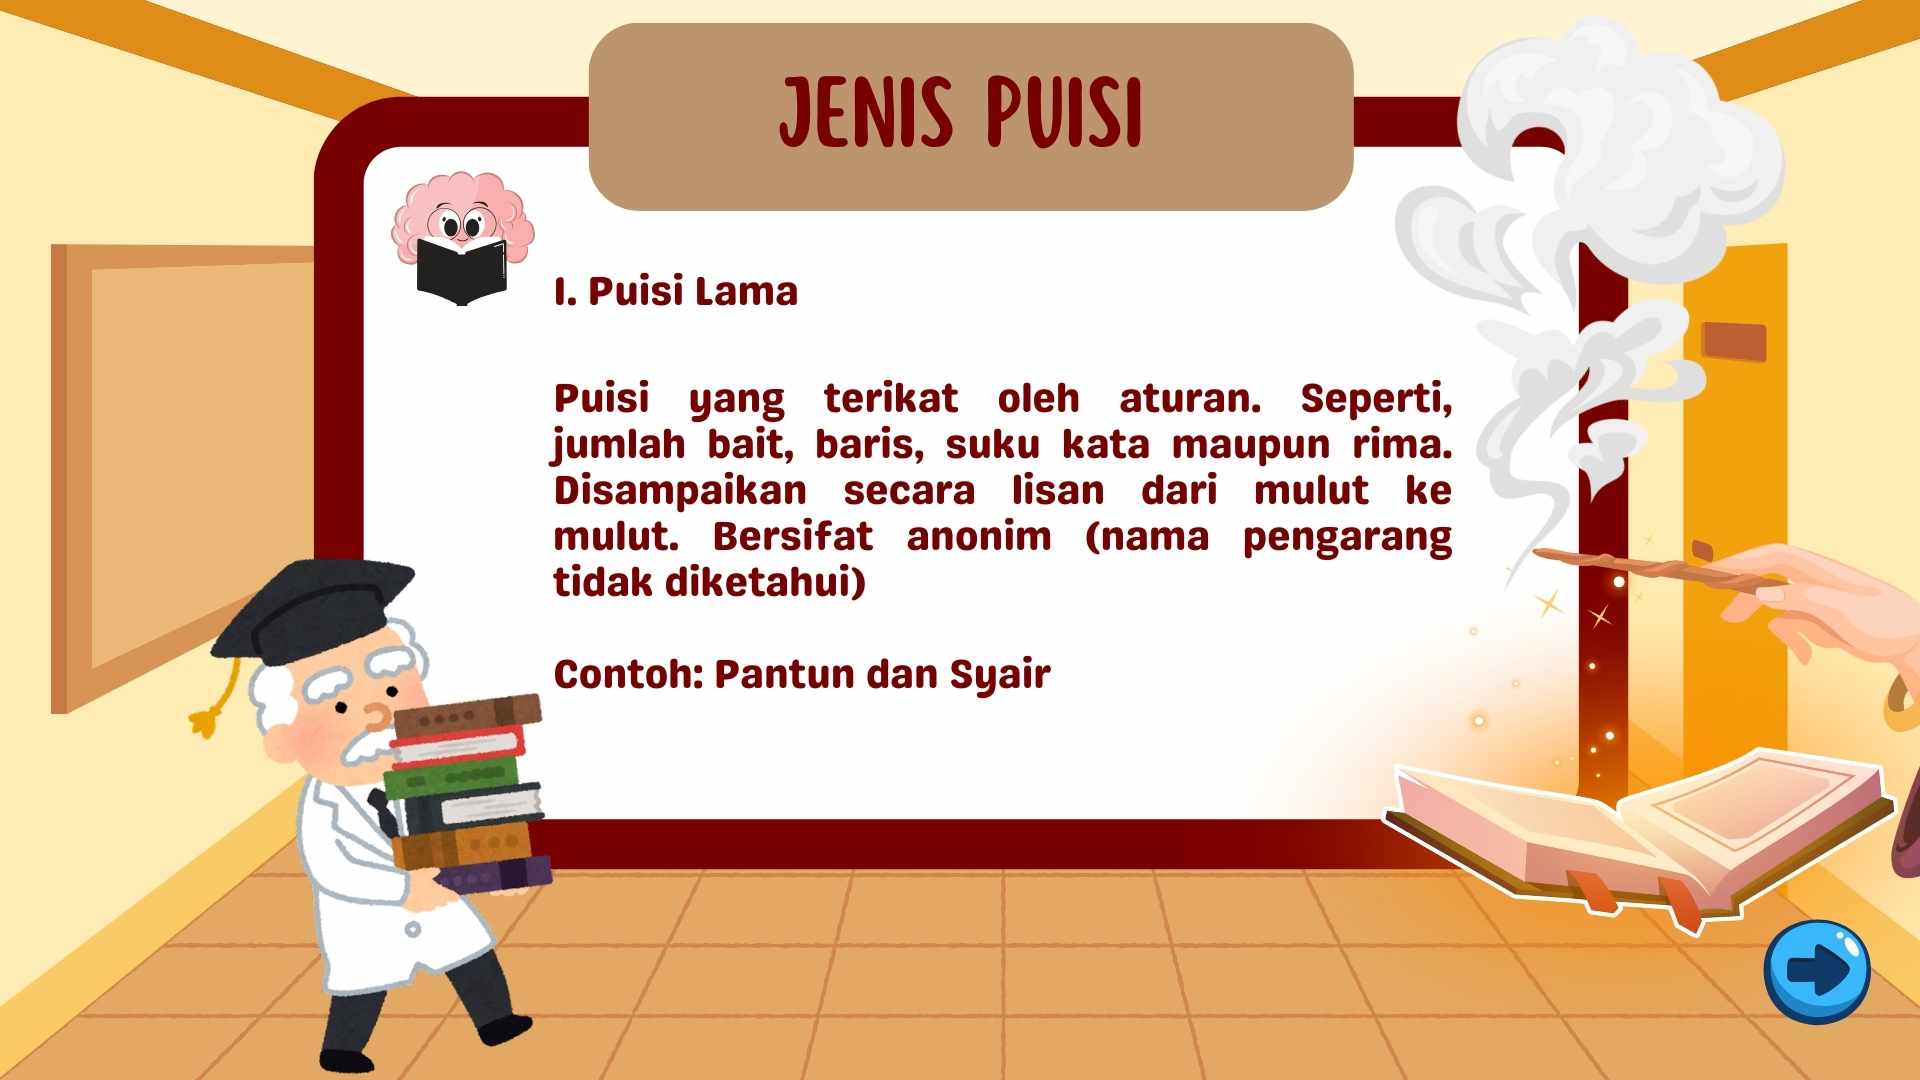 JENIS PUISI
1. Puisi Lama
Puisi yang terikat oleh aturan. Seperti,
jumlah bait, baris, suku kata maupun rima.
Disampaikan secara lisan dari mulut ke
mulut. Bersifat anonim (nama pengarang
tidak diketahui)
Contoh: Pantun dan Syair